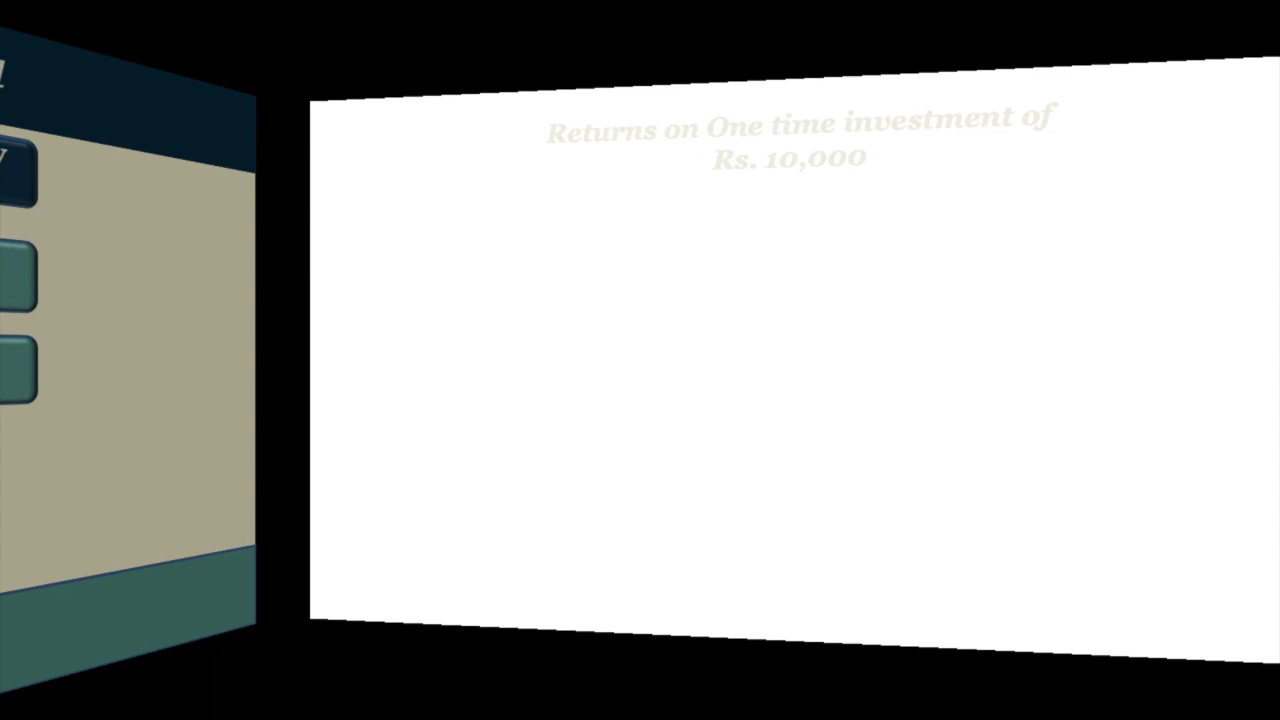 Returns on One time investment of
Rs. 10,000